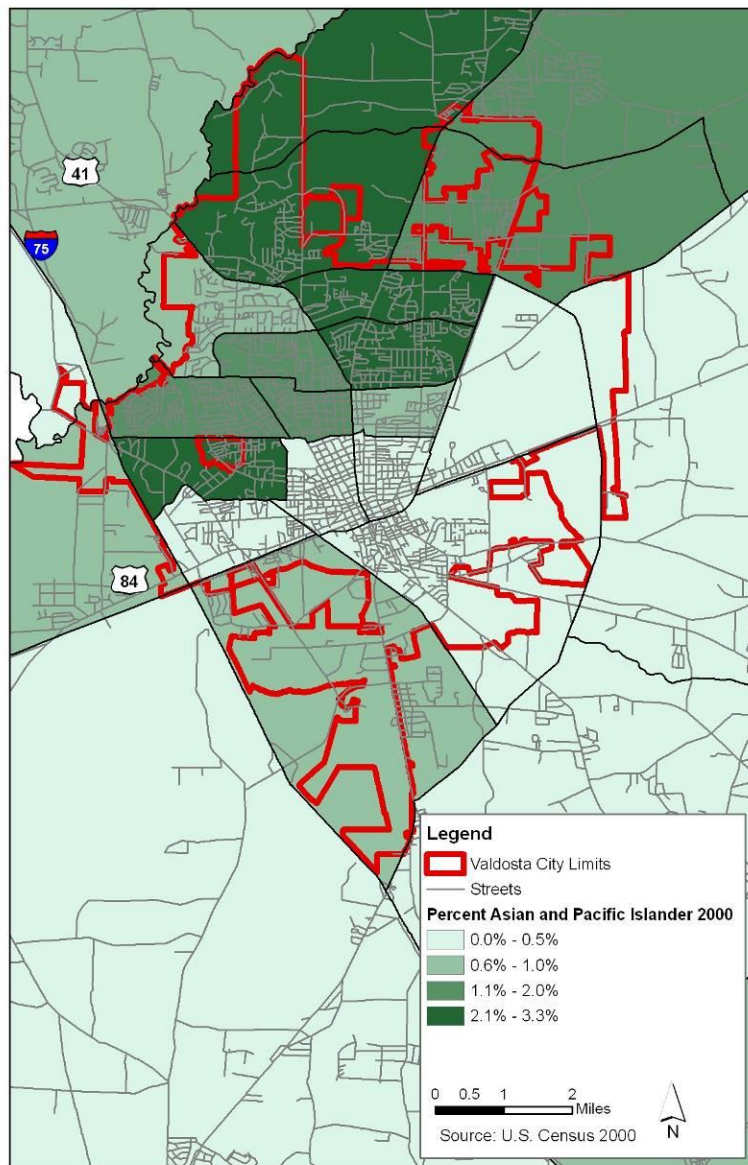 41
75
84
Legend
Valdosta City Limits
Streets
Percent Asian and Pacific Islander 2000
0.0% - 0.5%
0.6% - 1.0%
1.1% - 2.0%
2.1% - 3.3%
0 0.5 1 2
Miles
N
Source: U.S. Census 2000